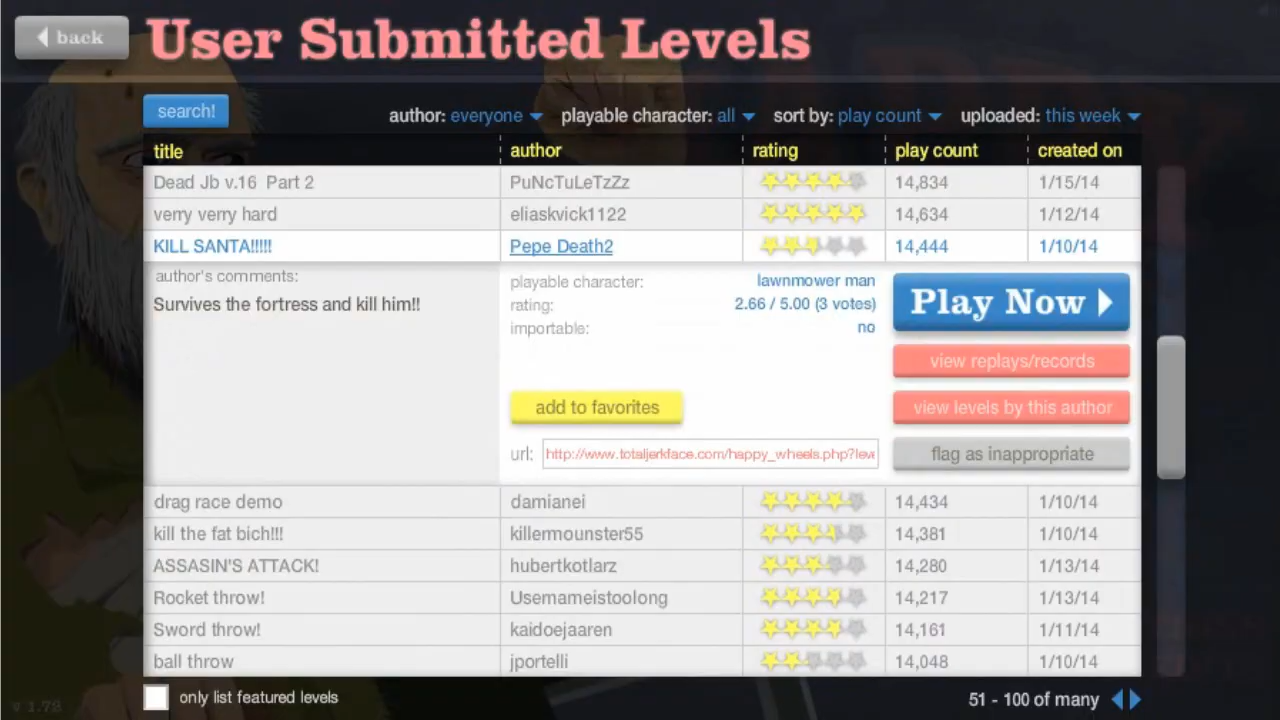 back
User Submitted Levels
search!
author: everyone playable character: all sort by: play count uploaded: this week
title author rating play count created on
Dead Jb v.16 Part 2 PuNcTuLeTzZz 14,834 1/15/14
verry verry hard eliaskvick1122 14,634 1/12/14
KILL SANTA!!!!! Pepe Death2 14,444 1/10/14
author's comments:
Survives the fortress and kill him!!
playable character: lawnmower man
rating: 2.66 / 5.00 (3 votes)
importable: no
add to favorites
url: http://www.totaljerkface.com/happy_wheels.php?lev
Play Now
view replays/records
view levels by this author
flag as inappropriate
drag race demo damianei 14,434 1/10/14
kill the fat bich!!! killermounster55 14,381 1/10/14
ASSASIN'S ATTACK! hubertkotlarz 14,280 1/13/14
Rocket throw! Usernameistoolong 14,217 1/13/14
Sword throw! kaidoejaaren 14,161 1/11/14
ball throw jportelli 14,048 1/10/14
only list featured levels
51 - 100 of many
v 1.78